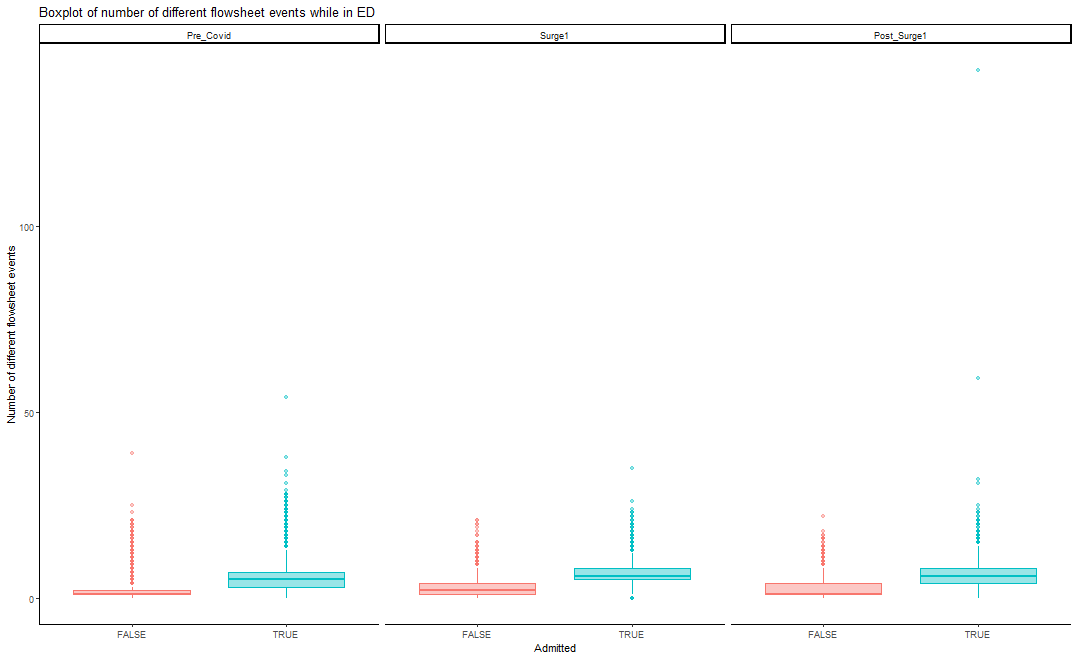 Boxplot of number of different flowsheet events while in ED
Pre_Covid
Surge1
Post_Surge1
Number of different flowsheet events
100
50
0
FALSE
TRUE
FALSE
TRUE
FALSE
TRUE
Admitted